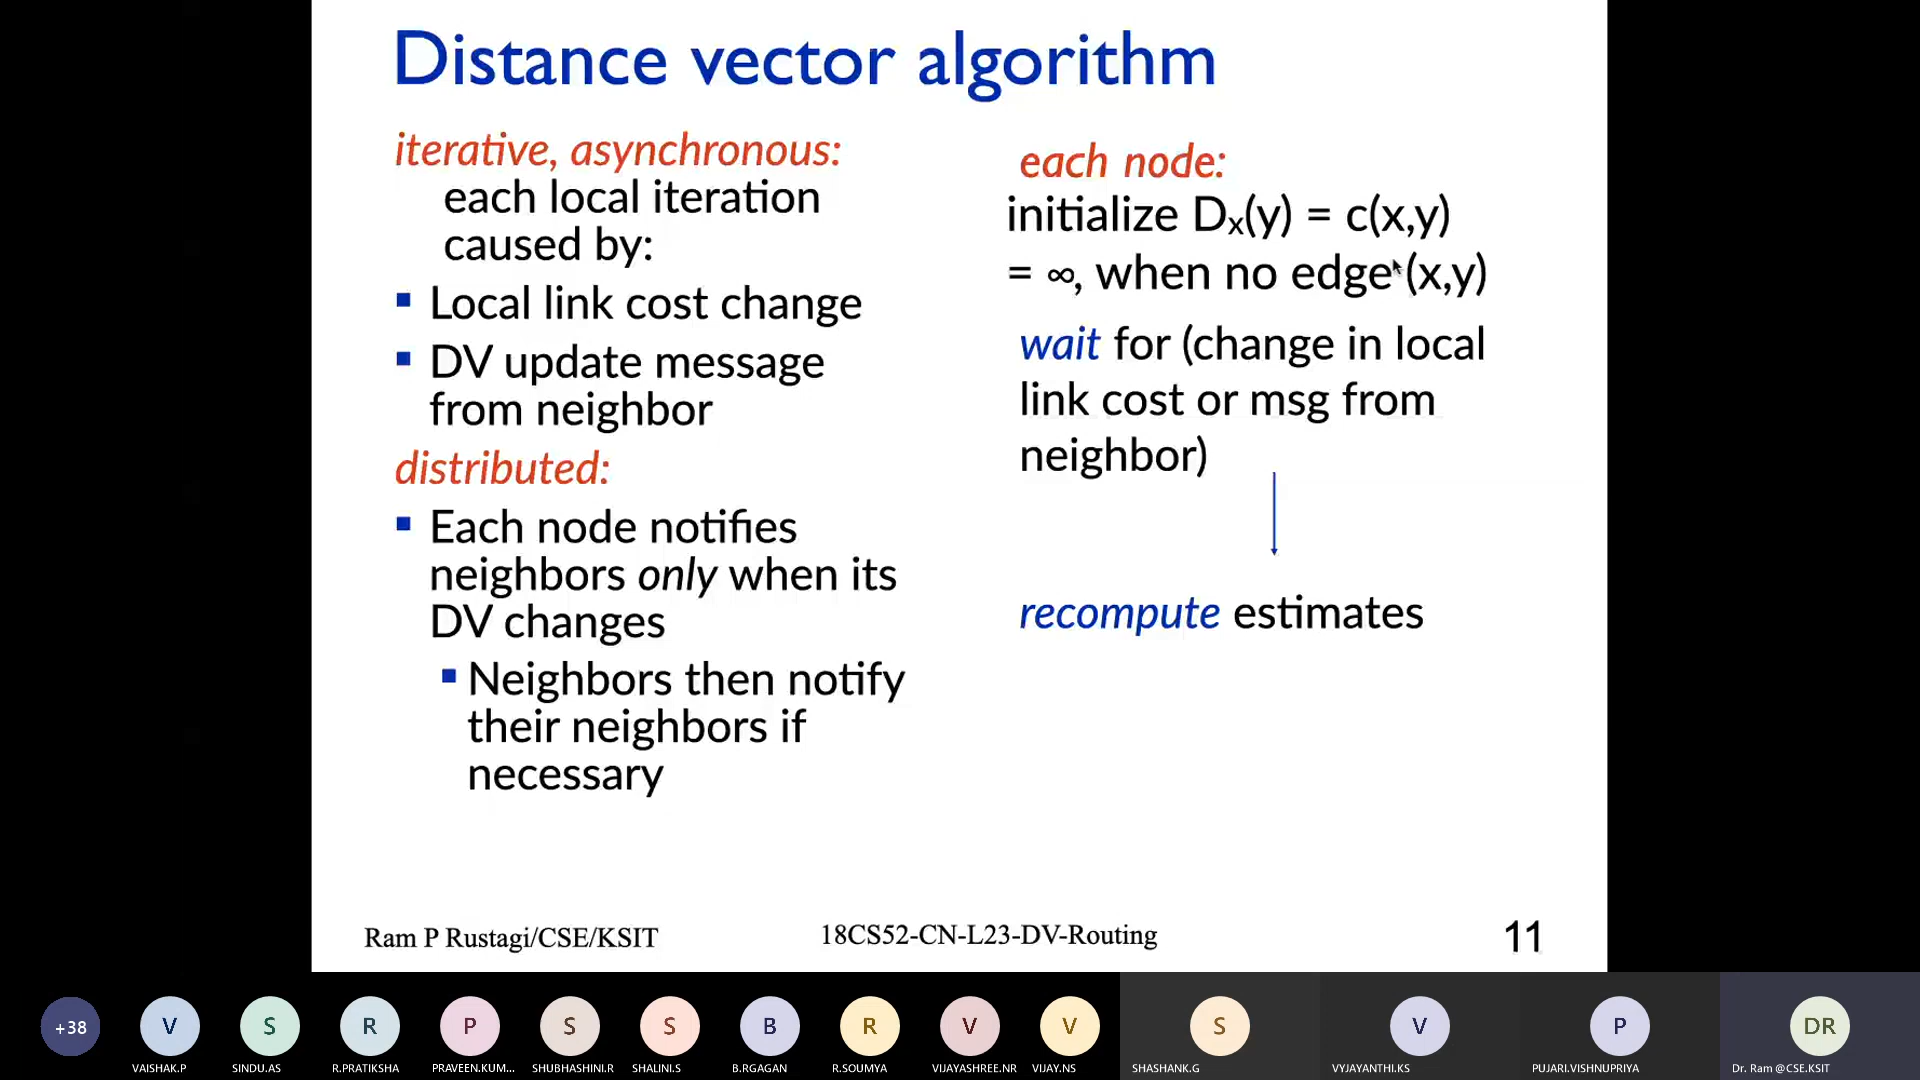 Distance vector algorithm
iterative, asynchronous:
each local iteration
caused by:
▪ Local link cost change
▪ DV update message
from neighbor
distributed:
▪ Each node notifies
neighbors only when its
DV changes
▪ Neighbors then notify
their neighbors if
necessary
each node:
initialize Dₓ(y) = c(x,y)
= ∞, when no edge (x,y)
wait for (change in local
link cost or msg from
neighbor)
recompute estimates
Ram P Rustagi/CSE/KSIT
18CS52-CN-L23-DV-Routing
11
+38
V
S
R
P
S
S
B
R
V
V
S
V
P
DR
VAISHAK.P
SINDU.AS
R.PRATIKSHA
PRAVEEN.KUM...
SHUBHASHINI.R
SHALINI.S
B.RGAGAN
R.SOUMYA
VIJAYASHREE.NR
VIJAY.NS
SHASHANK.G
VYJAYANTHI.KS
PUJARI.VISHNUPRIYA
Dr. Ram @CSE.KSIT